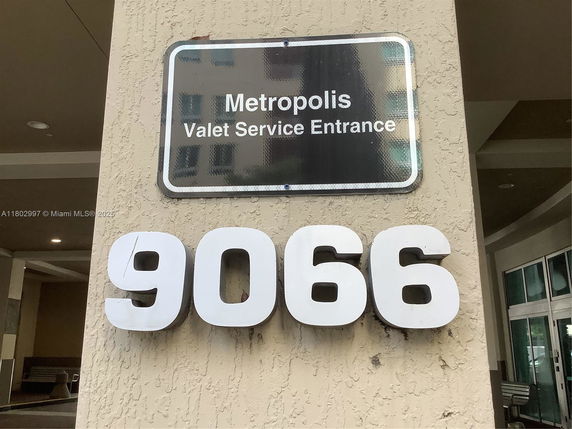 Metropolis
Valet Service Entrance
A11802997 © Miami MLS® 2025
9066